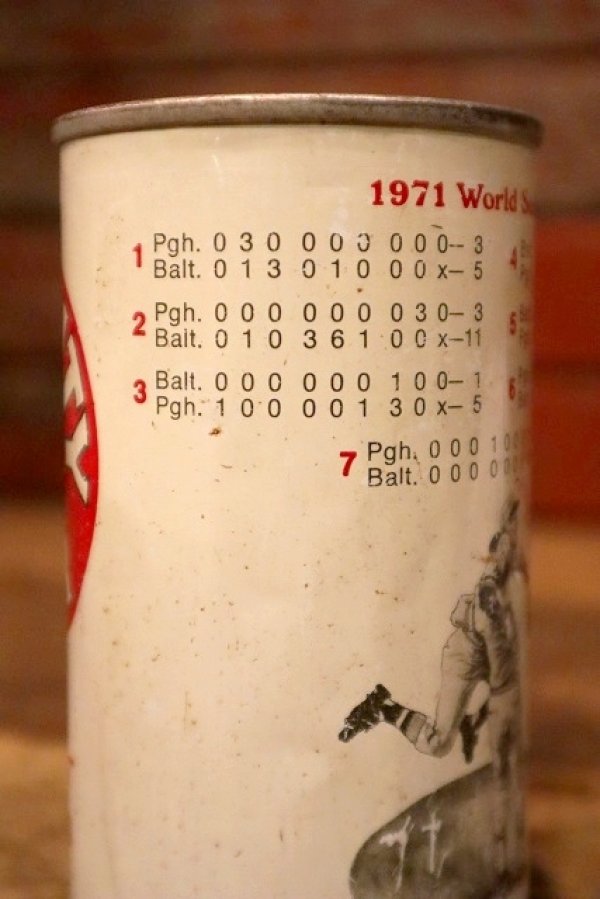 1971 World
1 Pgh. 0 3 0 0 0 0 0 0 0-- 3
Balt. 0 1 3 0 1 0 0 0 x— 5
2 Pgh. 0 0 0 0 0 0 0 3 0— 3
Balt. 0 1 0 3 6 1 0 0 x—11
3 Balt. 0 0 0 0 0 0 1 0 0— 1
Pgh. 1 0 0 0 0 1 3 0 x— 5
4
5
6
7 Pgh. 0 0 0 1 0
Balt. 0 0 0 0 0